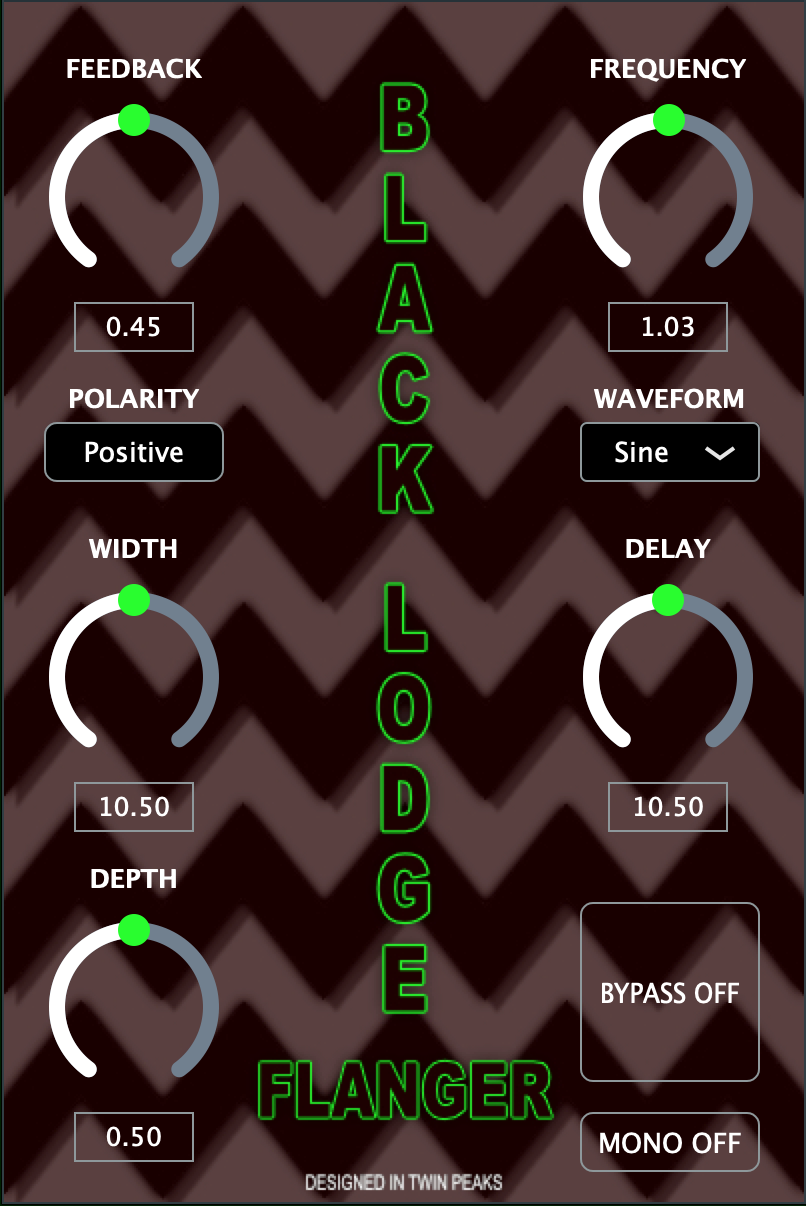 FEEDBACK
0.45
POLARITY
Positive
WIDTH
10.50
DEPTH
0.50
BLACK
LODGE
FLANGER
DESIGNED IN TWIN PEAKS
FREQUENCY
1.03
WAVEFORM
Sine
DELAY
10.50
BYPASS OFF
MONO OFF